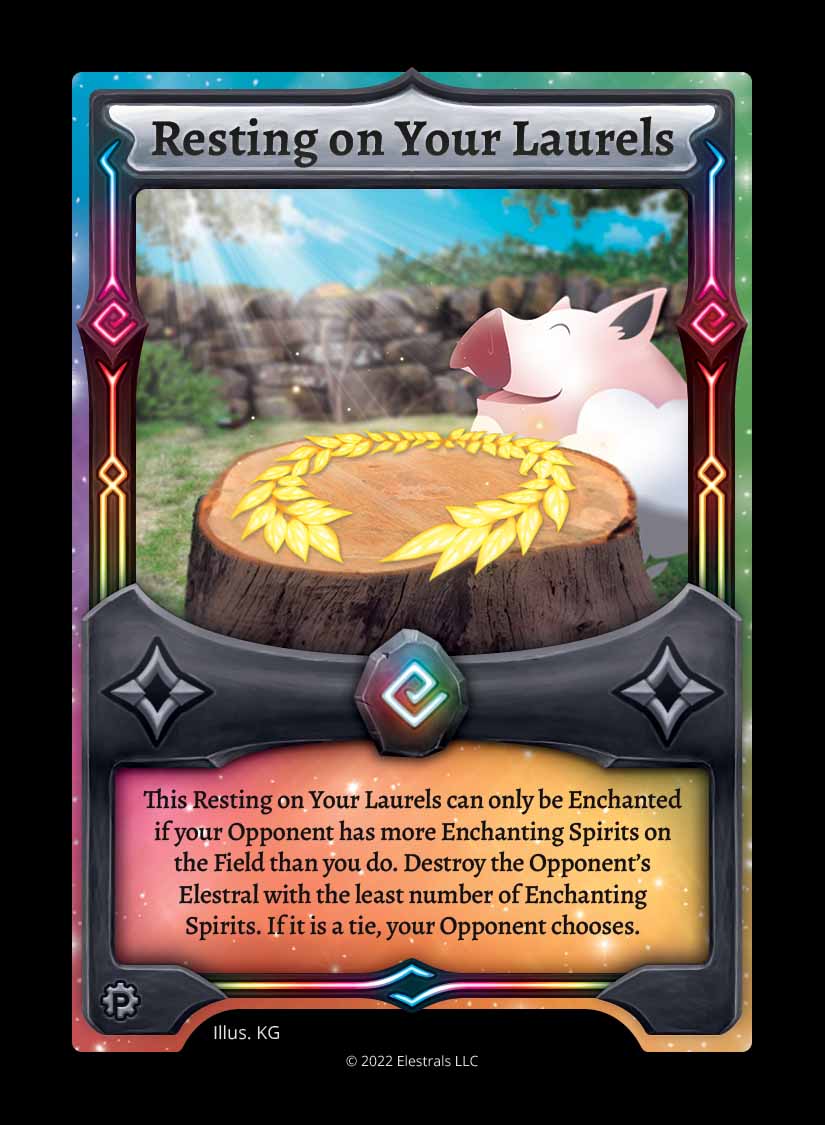 Resting on Your Laurels
This Resting on Your Laurels can only be Enchanted
if your Opponent has more Enchanting Spirits on
the Field than you do. Destroy the Opponent’s
Elestral with the least number of Enchanting
Spirits. If it is a tie, your Opponent chooses.
P
Illus. KG
© 2022 Elestrals LLC